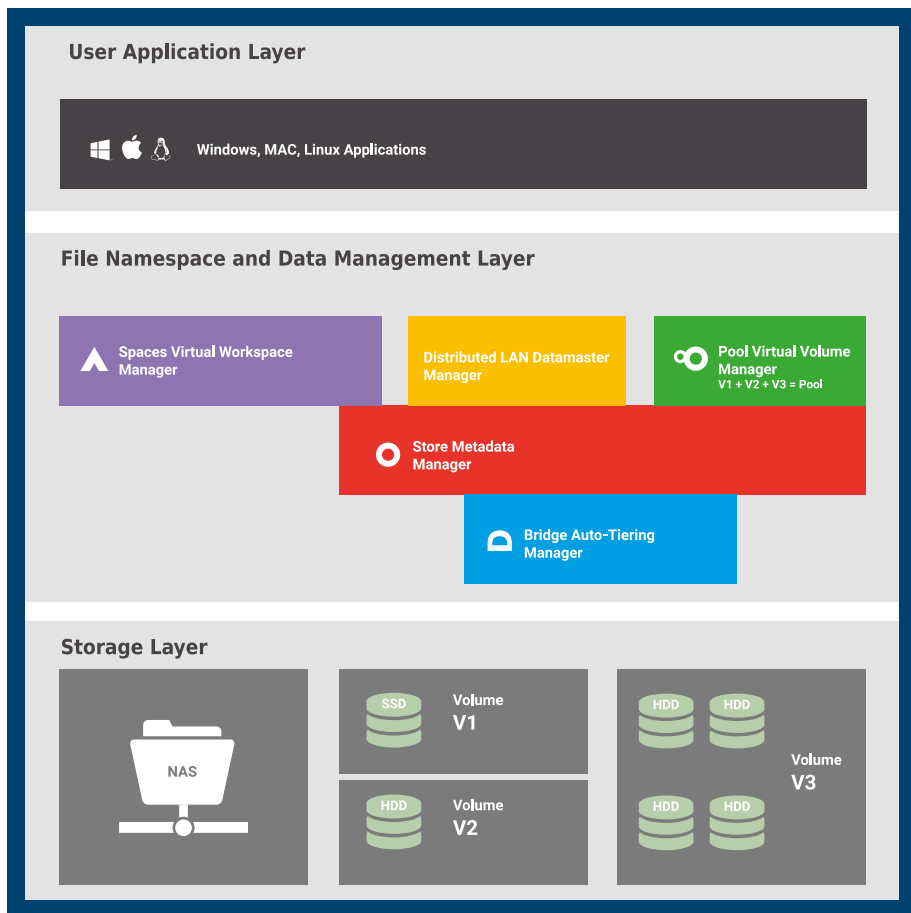 User Application Layer
Windows, MAC, Linux Applications
File Namespace and Data Management Layer
Spaces Virtual Workspace
Manager
Distributed LAN Datamaster
Manager
Pool Virtual Volume
Manager
V1 + V2 + V3 = Pool
Store Metadata
Manager
Bridge Auto-Tiering
Manager
Storage Layer
NAS
SSD
Volume
V1
HDD
Volume
V2
HDD
HDD
Volume
V3
HDD
HDD